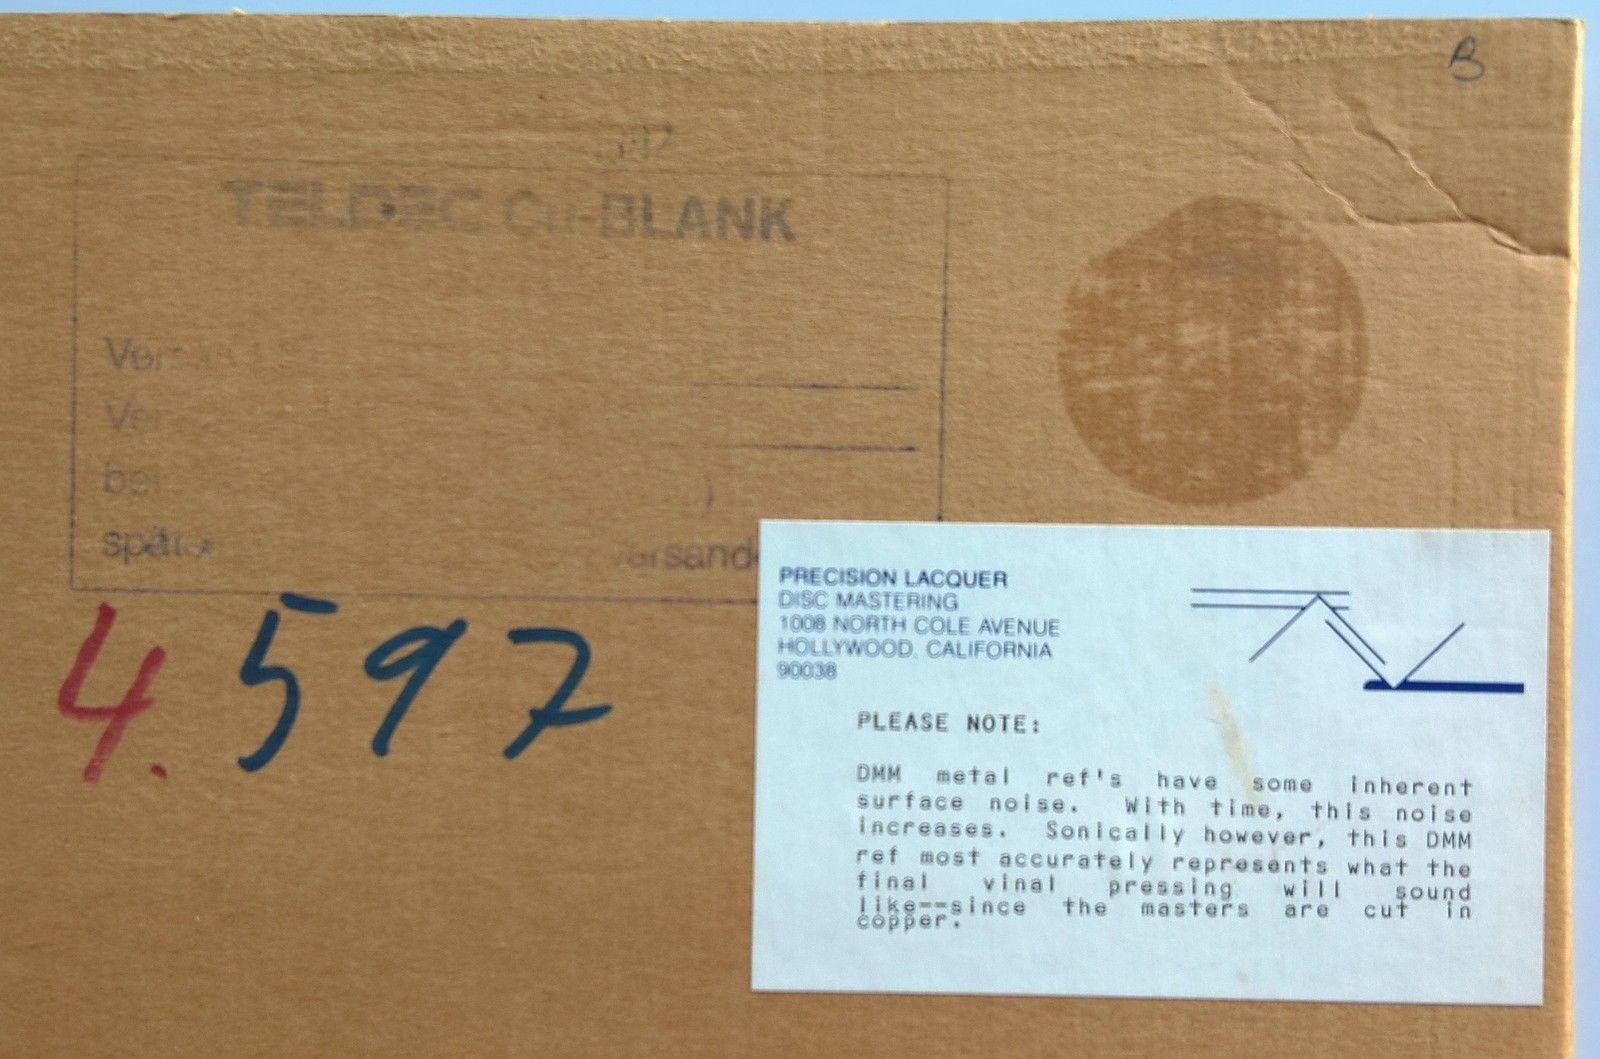 B
TELDEC Cu-BLANK
4. 597
PRECISION LACQUER
DISC MASTERING
1008 NORTH COLE AVENUE
HOLLYWOOD, CALIFORNIA
90038
PLEASE NOTE:
DMM metal ref's have some inherent
surface noise. With time, this noise
increases. Sonically however, this DMM
ref most accurately represents what the
final vinal pressing will sound
like--since the masters are cut in
copper.